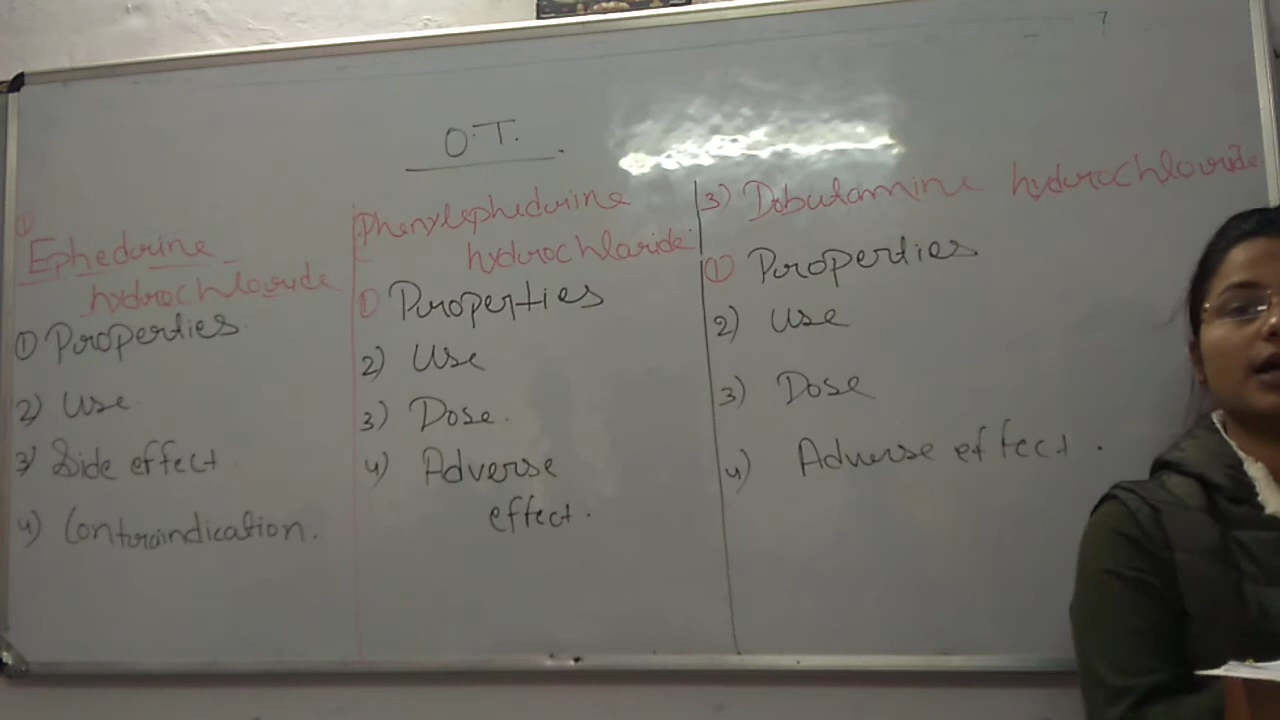 O.T.
1)
Ephedrine
hydrochloride
① Properties
2) Use
3) Side effect
4) Contraindication.
Phenylephedrine
hydrochloride
① Properties
2) Use
3) Dose.
4) Adverse
effect.
3) Dobutamine hydrochloride
① Properties
2) Use
3) Dose
4) Adverse effect.